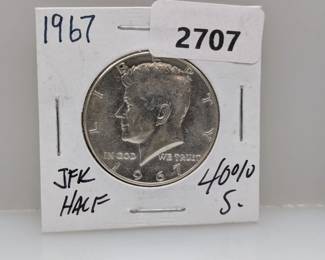 1967
2707
LIBERTY
IN GOD WE TRUST
1967
JFK
HALF
40%
S.